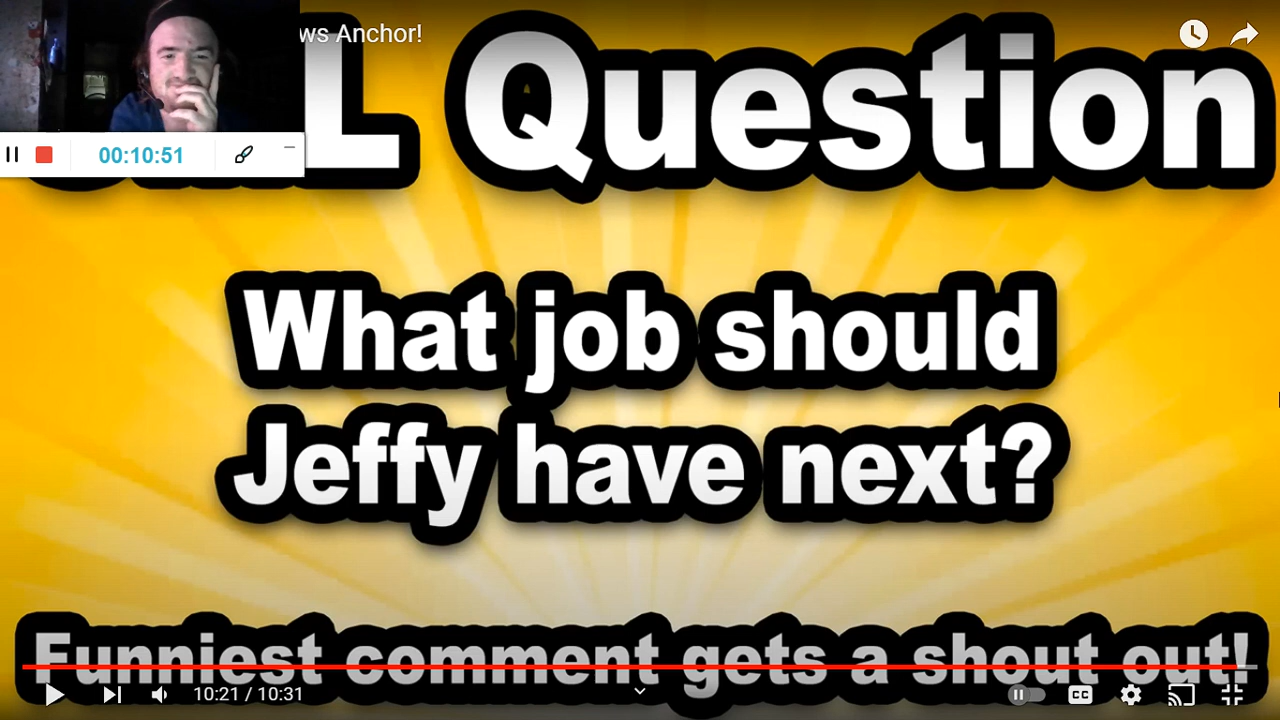 ws Anchor!
L Question
00:10:51
What job should
Jeffy have next?
Funniest comment gets a shout out!
10:21 / 10:31
CC